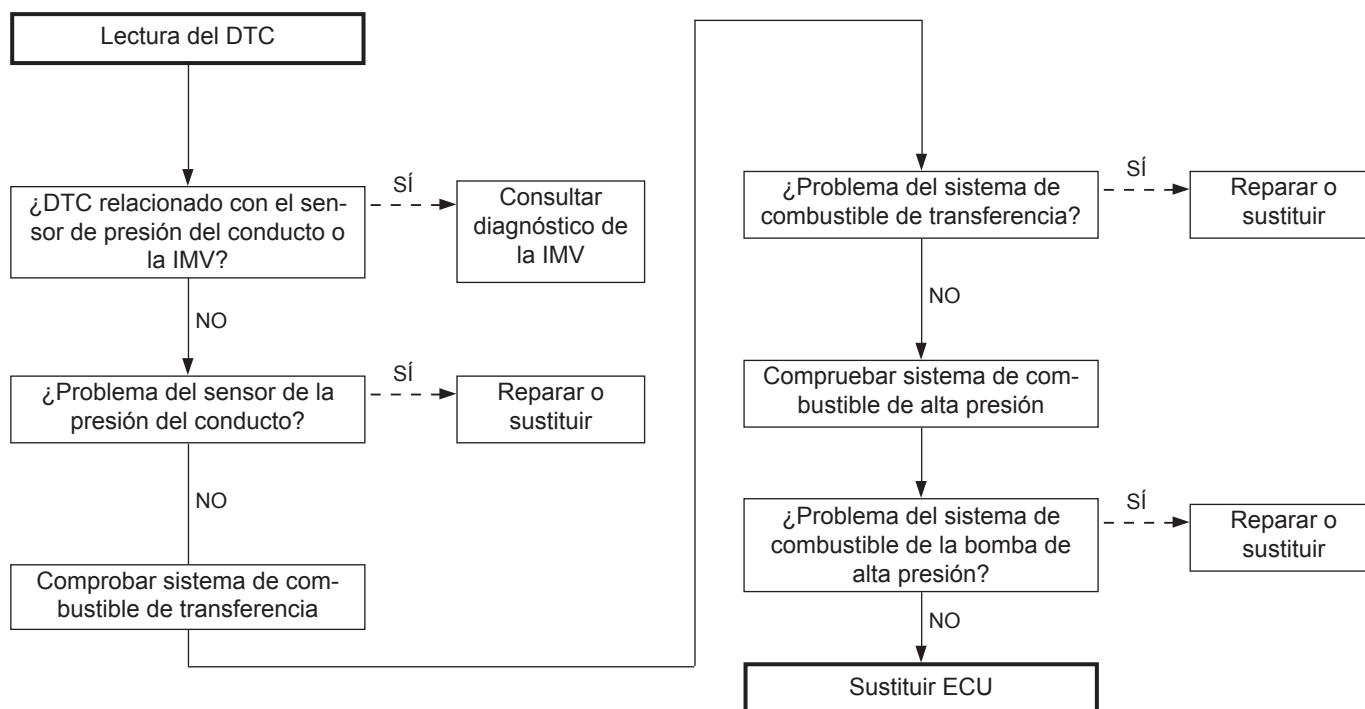 Lectura del DTC
¿DTC relacionado con el sen-
sor de presión del conducto o
la IMV?
SÍ
Consultar
diagnóstico de
la IMV
NO
¿Problema del sensor de la
presión del conducto?
SÍ
Reparar o
sustituir
NO
Comprobar sistema de com-
bustible de transferencia
¿Problema del sistema de
combustible de transferencia?
SÍ
Reparar o
sustituir
NO
Compruebar sistema de com-
bustible de alta presión
¿Problema del sistema de
combustible de la bomba de
alta presión?
SÍ
Reparar o
sustituir
NO
Sustituir ECU